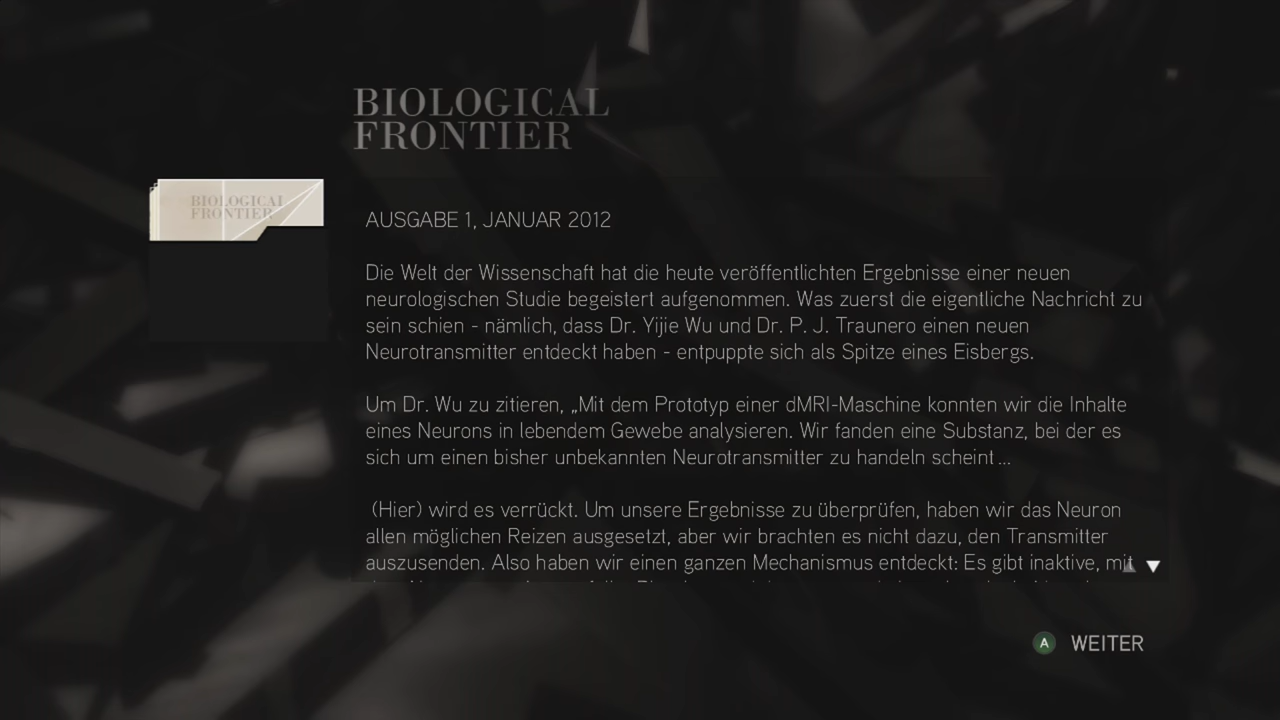 BIOLOGICAL
FRONTIER
BIOLOGICAL
FRONTIER
AUSGABE 1, JANUAR 2012
Die Welt der Wissenschaft hat die heute veröffentlichten Ergebnisse einer neuen
neurologischen Studie begeistert aufgenommen. Was zuerst die eigentliche Nachricht zu
sein schien - nämlich, dass Dr. Yijie Wu und Dr. P. J. Traunero einen neuen
Neurotransmitter entdeckt haben - entpuppte sich als Spitze eines Eisbergs.
Um Dr. Wu zu zitieren, „Mit dem Prototyp einer dMRI-Maschine konnten wir die Inhalte
eines Neurons in lebendem Gewebe analysieren. Wir fanden eine Substanz, bei der es
sich um einen bisher unbekannten Neurotransmitter zu handeln scheint ...
(Hier) wird es verrückt. Um unsere Ergebnisse zu überprüfen, haben wir das Neuron
allen möglichen Reizen ausgesetzt, aber wir brachten es nicht dazu, den Transmitter
auszusenden. Also haben wir einen ganzen Mechanismus entdeckt: Es gibt inaktive, mit
A WEITER